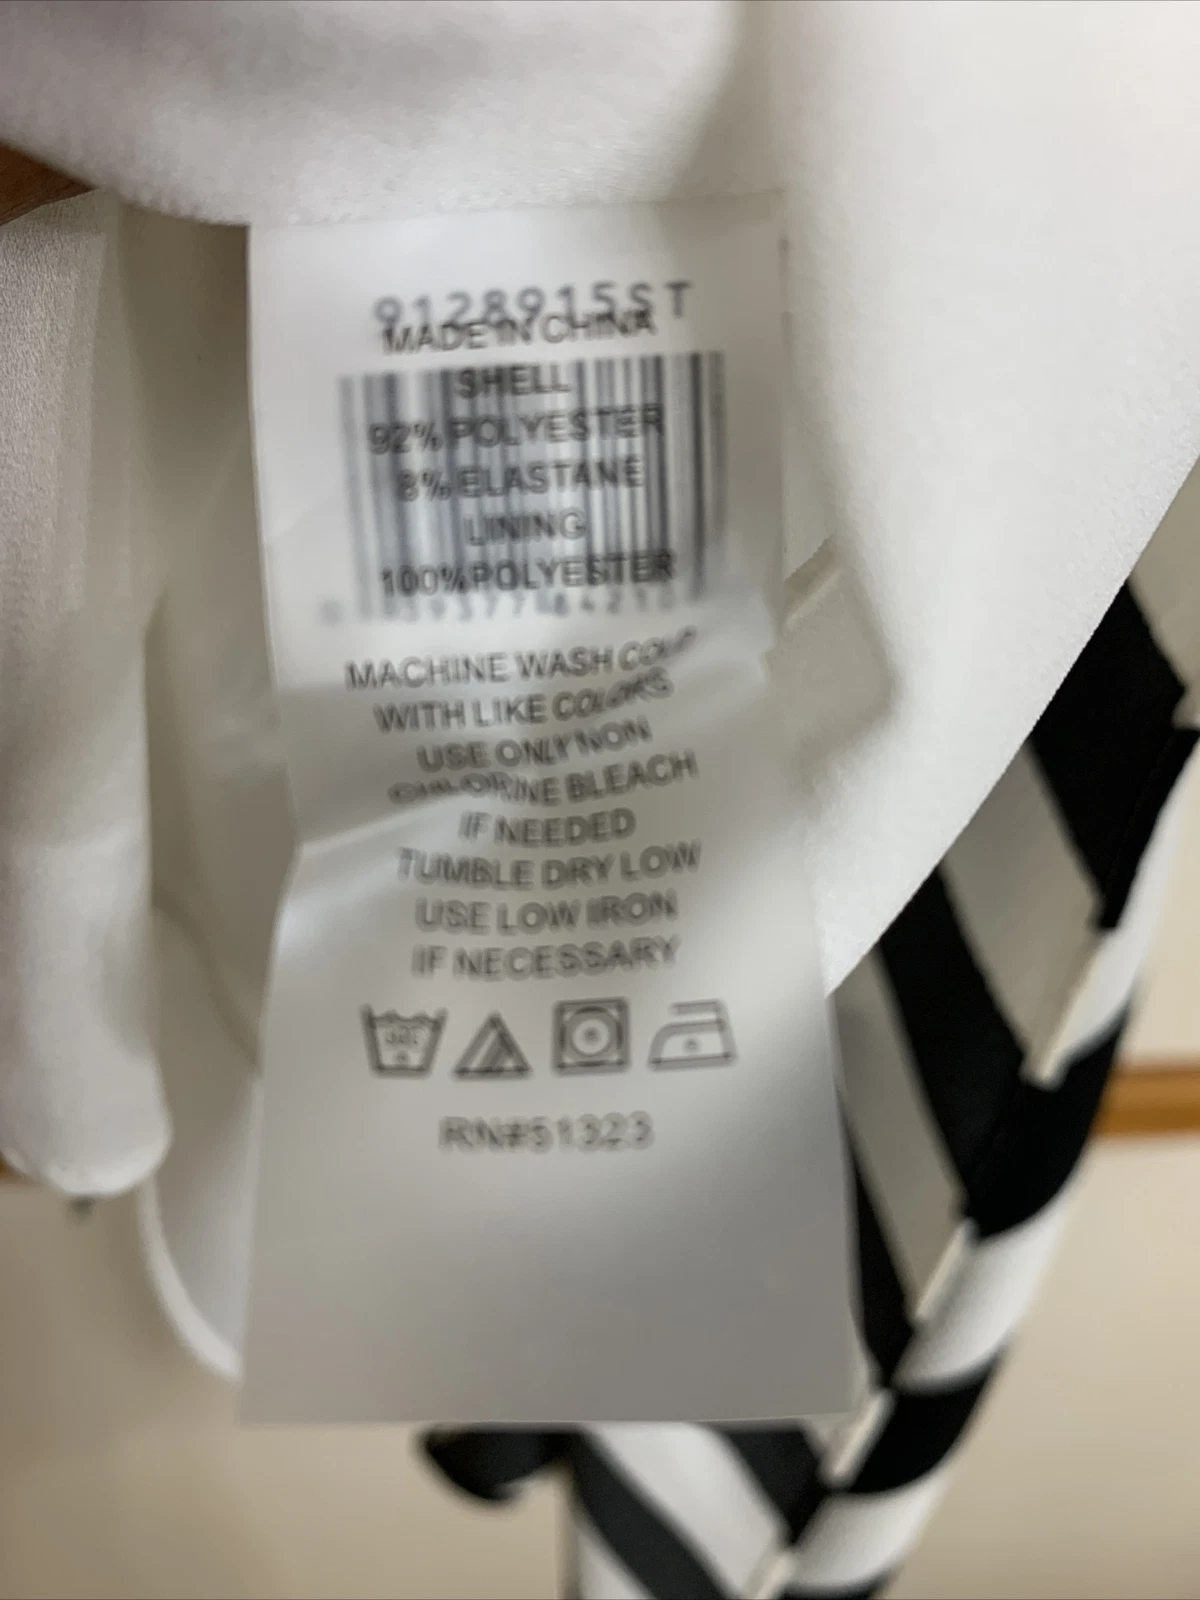 9128915ST
MADE IN CHINA
SHELL
92% POLYESTER
8% ELASTANE
LINING
100%POLYESTER
MACHINE WASH COLD
WITH LIKE COLORS
USE ONLY NON
CHLORINE BLEACH
IF NEEDED
TUMBLE DRY LOW
USE LOW IRON
IF NECESSARY
RN#51323